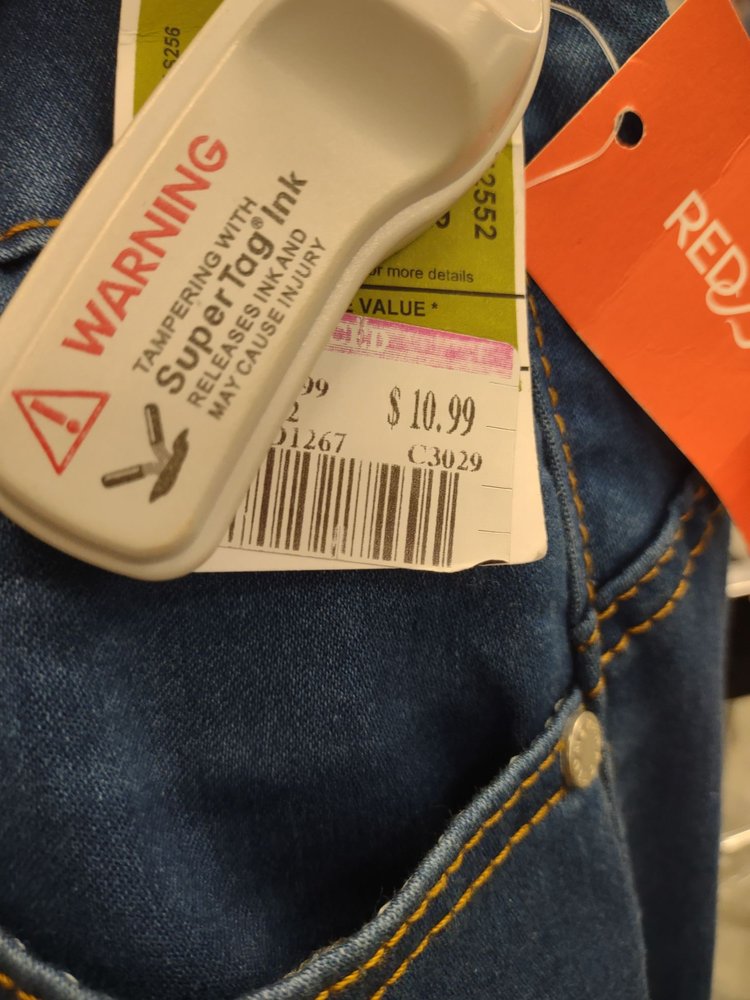 S256
WARNING
TAMPERING WITH
SuperTag® Ink
RELEASES INK AND
MAY CAUSE INJURY
2552
more details
VALUE *
.99
$ 10.99
2
D1267
C3029
RED